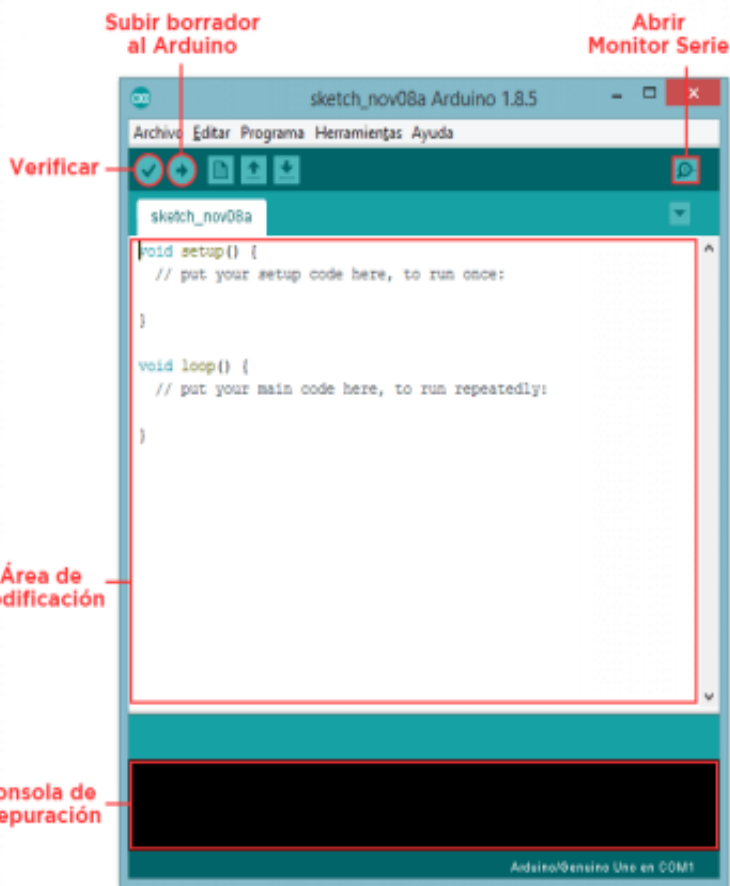 Subir borrador
al Arduino
Abrir
Monitor Serie
sketch_nov08a Arduino 1.8.5
Archivo Editar Programa Herramientas Ayuda
Verificar
sketch_nov08a
void setup() {
// put your setup code here, to run once:
}
void loop() {
// put your main code here, to run repeatedly:
}
Área de
odificación
onsola de
epuración
Arduino/Genuino Uno en COM1